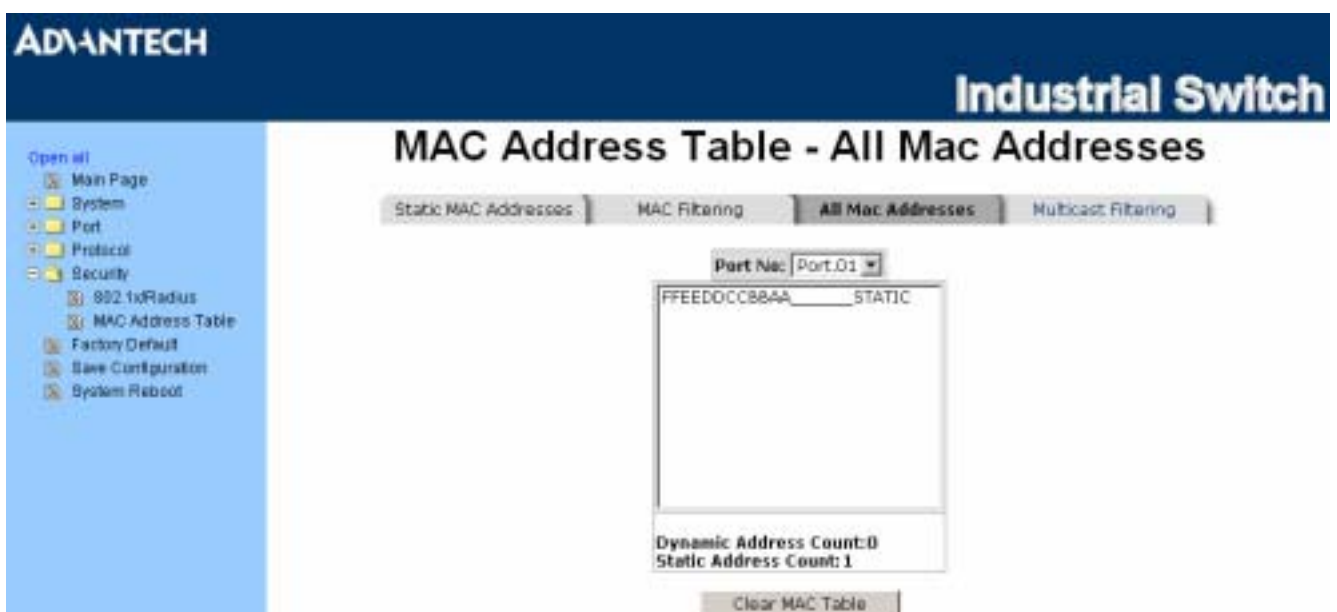 ADVANTECH
Industrial Switch
Open all
Main Page
System
Port
Protocol
Security
802.1x/Radius
MAC Address Table
Factory Default
Save Configuration
System Reboot
MAC Address Table - All Mac Addresses
Static MAC Addresses
MAC Filtering
All Mac Addresses
Multicast Filtering
Port No: Port.01
FFEEDDCCBBAA______STATIC
Dynamic Address Count:0
Static Address Count:1
Clear MAC Table